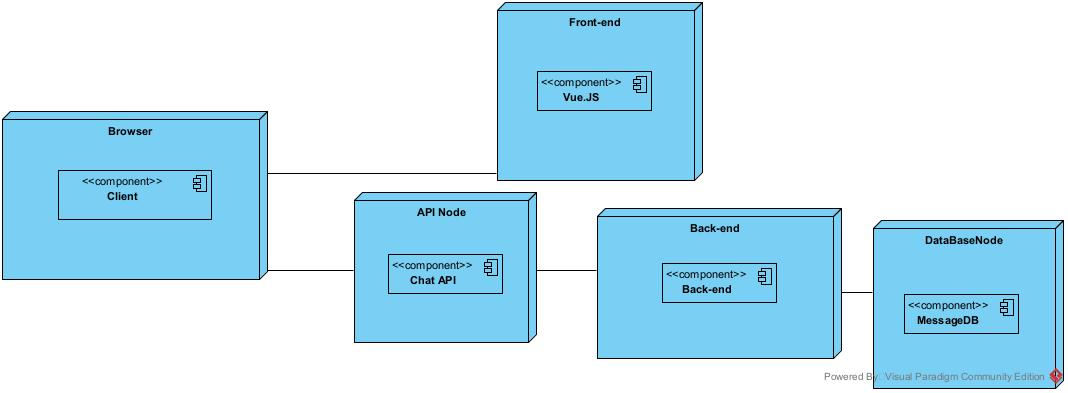 Front-end
<<component>>
Vue.JS
Browser
<<component>>
Client
API Node
<<component>>
Chat API
Back-end
<<component>>
Back-end
DataBaseNode
<<component>>
MessageDB
Powered By: Visual Paradigm Community Edition